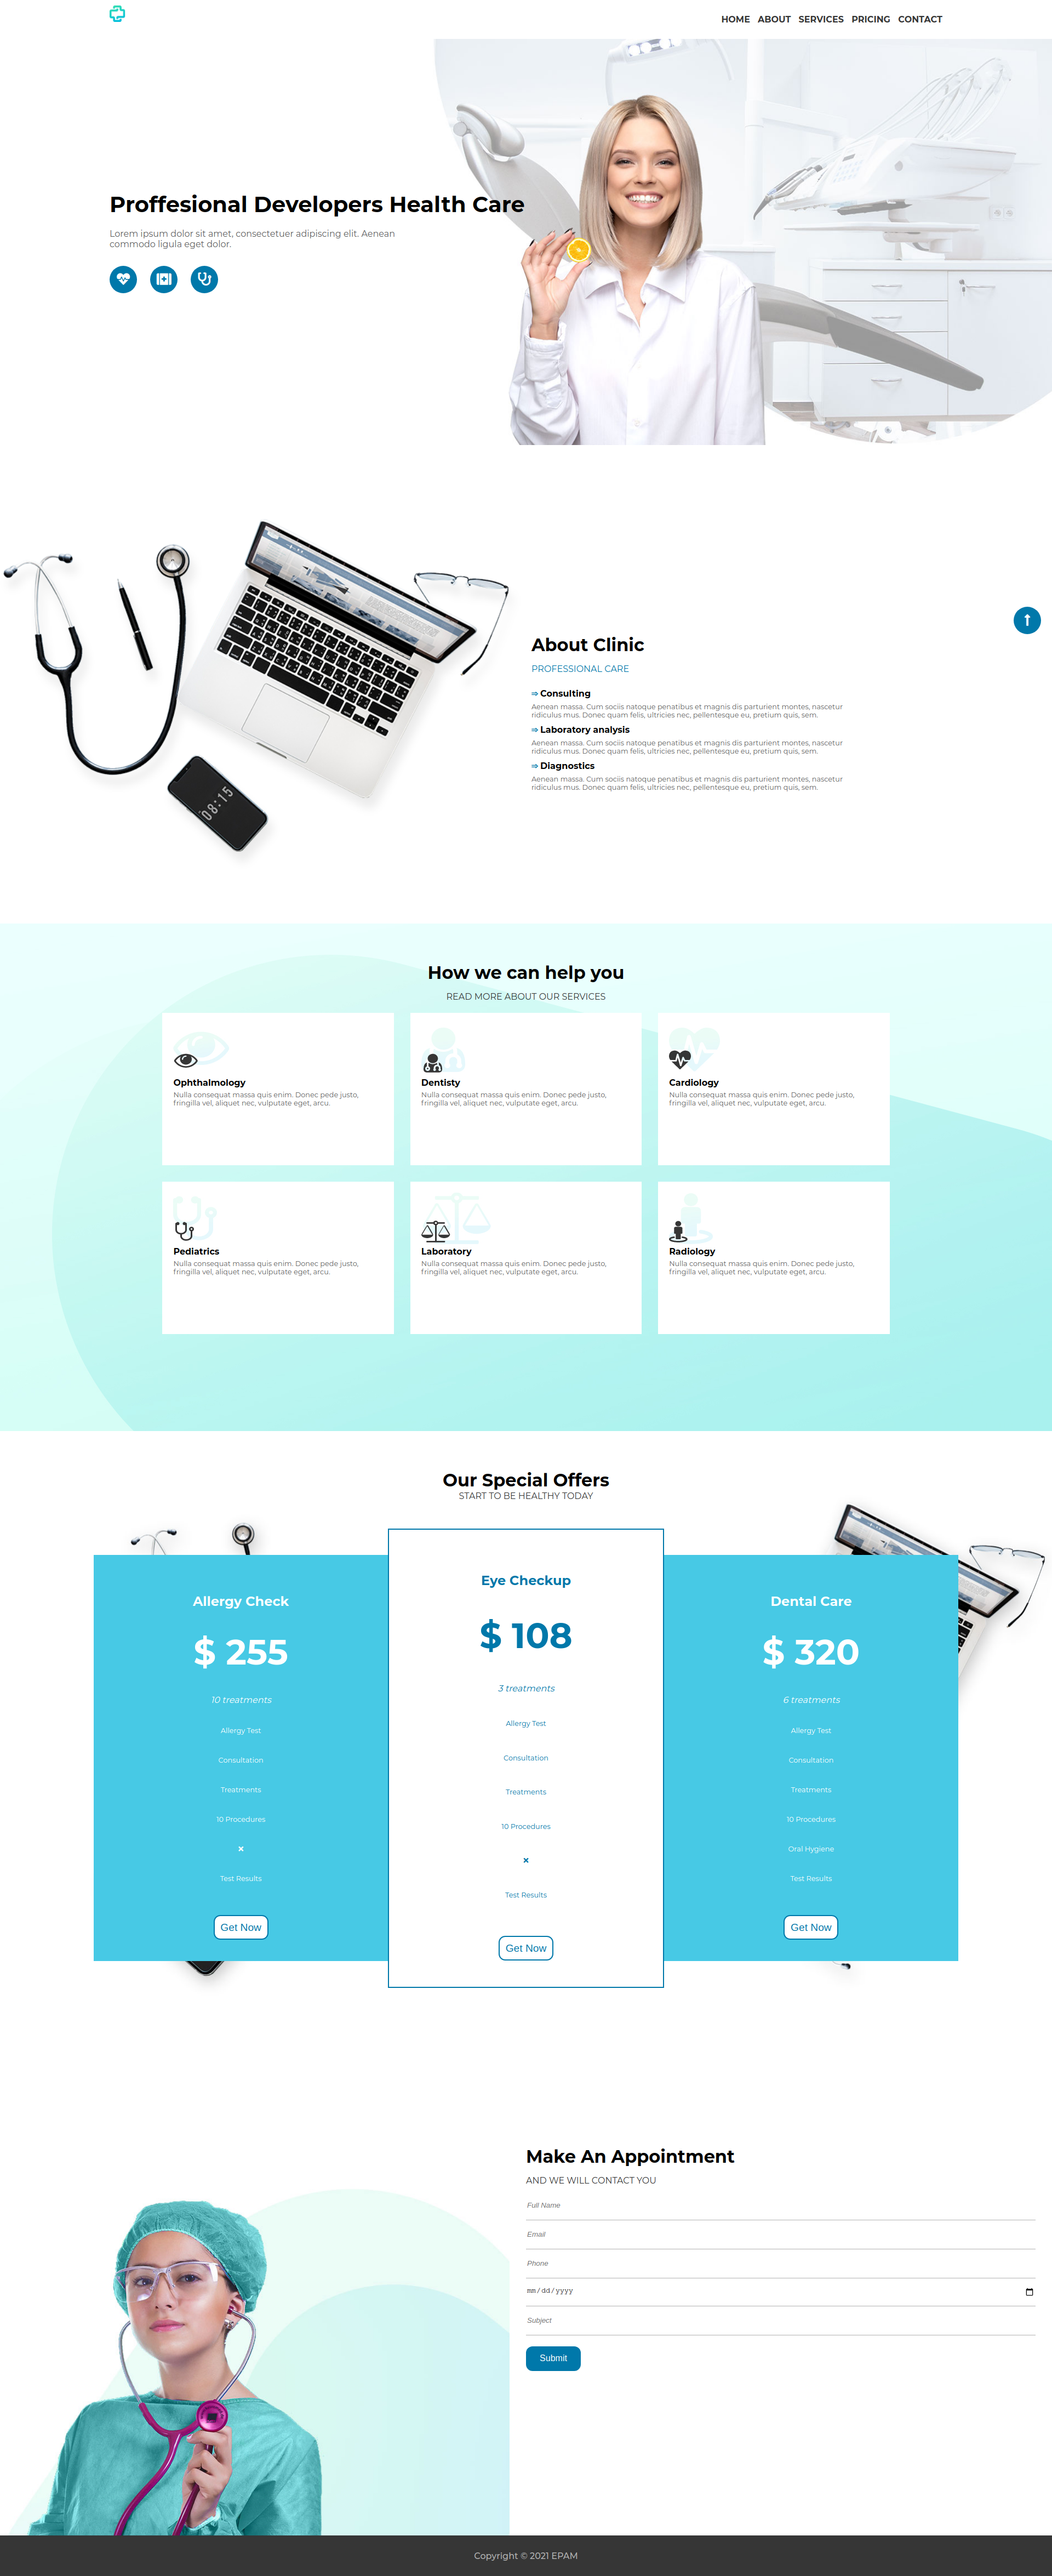 HOME ABOUT SERVICES PRICING CONTACT
Proffesional Developers Health Care
Lorem ipsum dolor sit amet, consectetuer adipiscing elit. Aenean
commodo ligula eget dolor.
08:15
About Clinic
PROFESSIONAL CARE
⇒ Consulting
Aenean massa. Cum sociis natoque penatibus et magnis dis parturient montes, nascetur
ridiculus mus. Donec quam felis, ultricies nec, pellentesque eu, pretium quis, sem.
⇒ Laboratory analysis
Aenean massa. Cum sociis natoque penatibus et magnis dis parturient montes, nascetur
ridiculus mus. Donec quam felis, ultricies nec, pellentesque eu, pretium quis, sem.
⇒ Diagnostics
Aenean massa. Cum sociis natoque penatibus et magnis dis parturient montes, nascetur
ridiculus mus. Donec quam felis, ultricies nec, pellentesque eu, pretium quis, sem.
How we can help you
READ MORE ABOUT OUR SERVICES
Ophthalmology
Nulla consequat massa quis enim. Donec pede justo,
fringilla vel, aliquet nec, vulputate eget, arcu.
Dentisty
Nulla consequat massa quis enim. Donec pede justo,
fringilla vel, aliquet nec, vulputate eget, arcu.
Cardiology
Nulla consequat massa quis enim. Donec pede justo,
fringilla vel, aliquet nec, vulputate eget, arcu.
Pediatrics
Nulla consequat massa quis enim. Donec pede justo,
fringilla vel, aliquet nec, vulputate eget, arcu.
Laboratory
Nulla consequat massa quis enim. Donec pede justo,
fringilla vel, aliquet nec, vulputate eget, arcu.
Radiology
Nulla consequat massa quis enim. Donec pede justo,
fringilla vel, aliquet nec, vulputate eget, arcu.
Our Special Offers
START TO BE HEALTHY TODAY
Allergy Check
$ 255
10 treatments
Allergy Test
Consultation
Treatments
10 Procedures
×
Test Results
Get Now
Eye Checkup
$ 108
3 treatments
Allergy Test
Consultation
Treatments
10 Procedures
×
Test Results
Get Now
Dental Care
$ 320
6 treatments
Allergy Test
Consultation
Treatments
10 Procedures
Oral Hygiene
Test Results
Get Now
Make An Appointment
AND WE WILL CONTACT YOU
Full Name
Email
Phone
mm/dd/yyyy
Subject
Submit
Copyright © 2021 EPAM